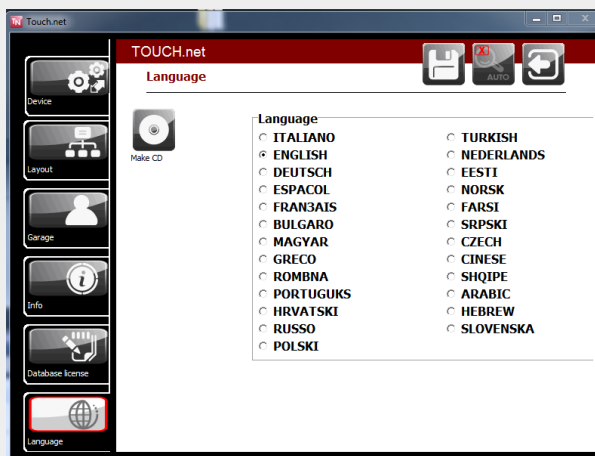 TN Touch.net
TOUCH.net
Language
X
AUTO
Device
Layout
Garage
Info
Database license
Language
Make CD
Language
ITALIANO
ENGLISH
DEUTSCH
ESPACOL
FRAN3AIS
BULGARO
MAGYAR
GRECO
ROMBNA
PORTUGUKS
HRVATSKI
RUSSO
POLSKI
TURKISH
NEDERLANDS
EESTI
NORSK
FARSI
SRPSKI
CZECH
CINESE
SHQIPE
ARABIC
HEBREW
SLOVENSKA